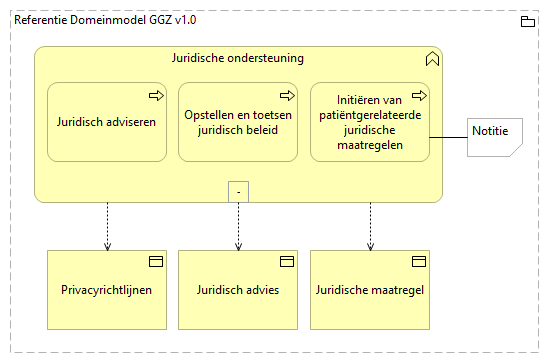 Referentie Domeinmodel GGZ v1.0
Juridische ondersteuning
Juridisch adviseren
Opstellen en toetsen
juridisch beleid
Initiëren van
patiëntgerelateerde
juridische
maatregelen
Notitie
-
Privacyrichtlijnen
Juridisch advies
Juridische maatregel